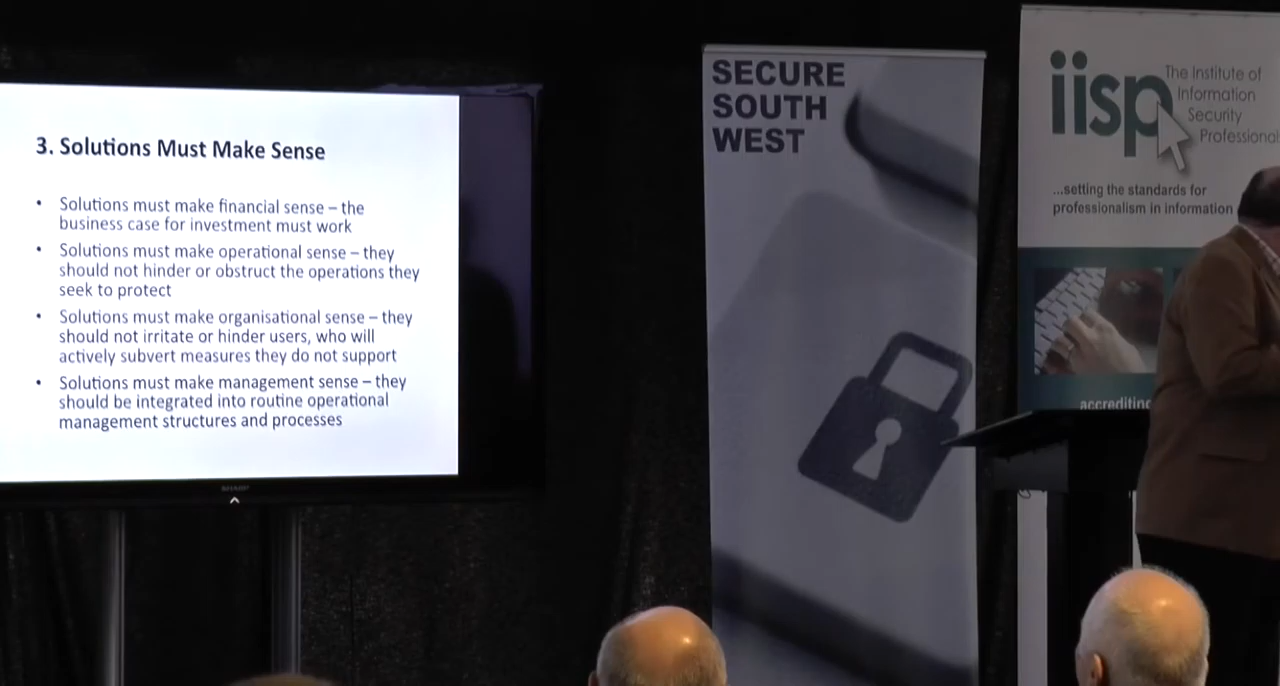 3. Solutions Must Make Sense
• Solutions must make financial sense – the
business case for investment must work
• Solutions must make operational sense – they
should not hinder or obstruct the operations they
seek to protect
• Solutions must make organisational sense – they
should not irritate or hinder users, who will
actively subvert measures they do not support
• Solutions must make management sense – they
should be integrated into routine operational
management structures and processes
SHARP
SECURE
SOUTH
WEST
iisp
The Institute of
Information
Security
Professional
...setting the standards for
professionalism in information
accrediting